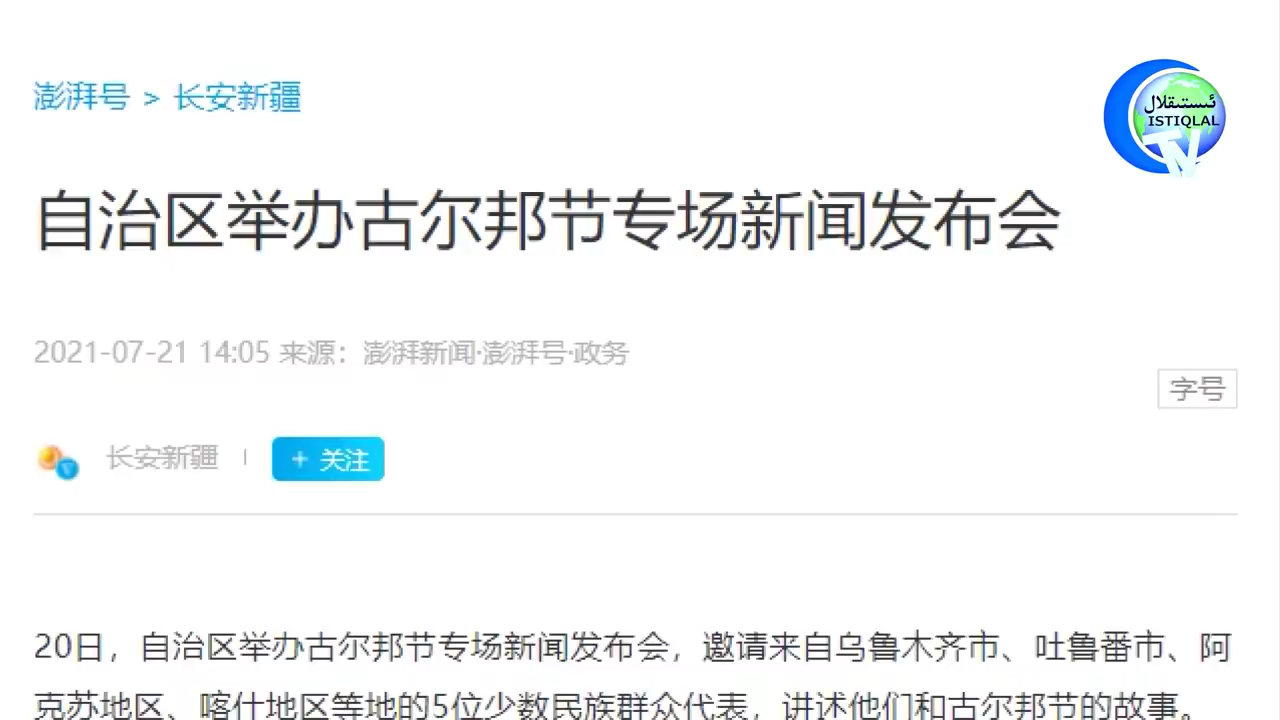 澎湃号 > 长安新疆
ئىستىقلال
ISTIQLAL
TV
自治区举办古尔邦节专场新闻发布会
2021-07-21 14:05 来源：澎湃新闻·澎湃号·政务
字号
长安新疆
+ 关注
20日，自治区举办古尔邦节专场新闻发布会，邀请来自乌鲁木齐市、吐鲁番市、阿
克苏地区、喀什地区等地的5位少数民族群众代表，讲述他们和古尔邦节的故事。